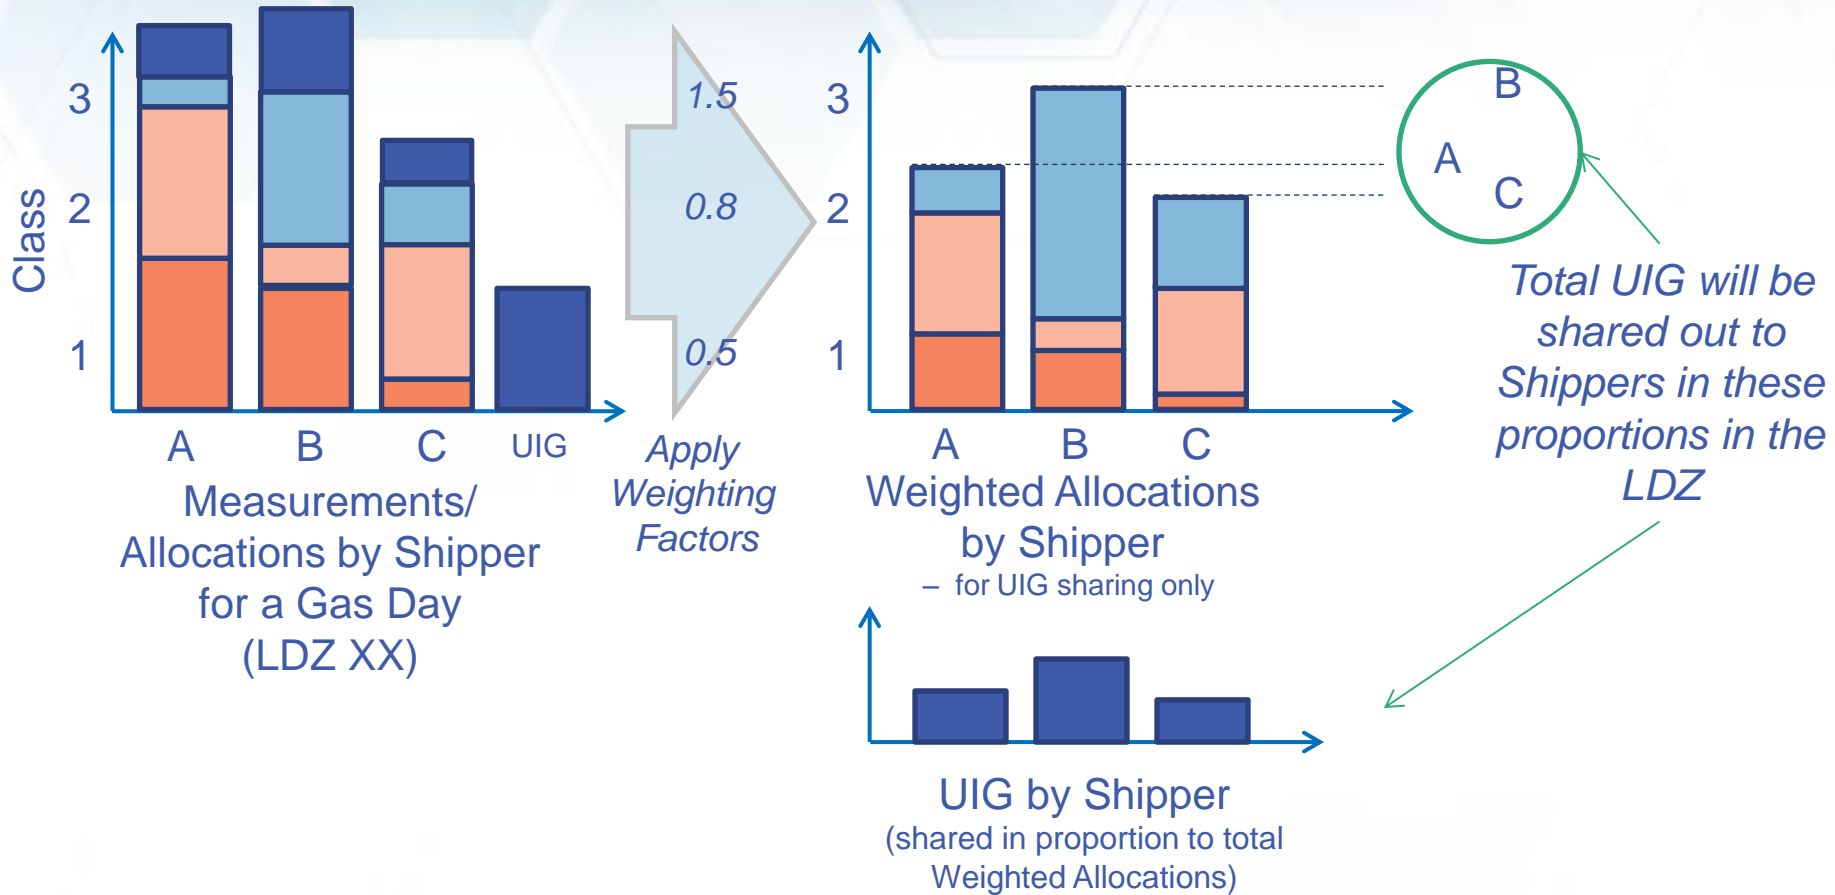 Class
3
2
1
A
B
C
UIG
Measurements/
Allocations by Shipper
for a Gas Day
(LDZ XX)
1.5
0.8
0.5
Apply
Weighting
Factors
3
2
1
A
B
C
Weighted Allocations
by Shipper
– for UIG sharing only
B
A
C
Total UIG will be
shared out to
Shippers in these
proportions in the
LDZ
UIG by Shipper
(shared in proportion to total
Weighted Allocations)